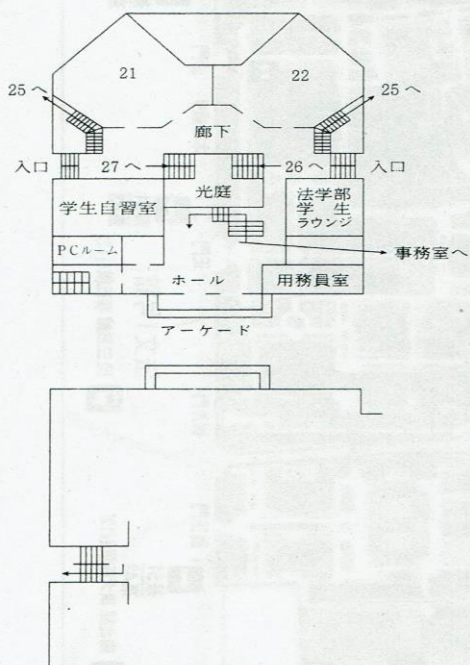 21
22
25へ
25へ
廊下
入口
27へ
26へ
入口
光庭
学生自習室
法学部
学生
ラウンジ
PCルーム
事務室へ
ホール
用務員室
アーケード